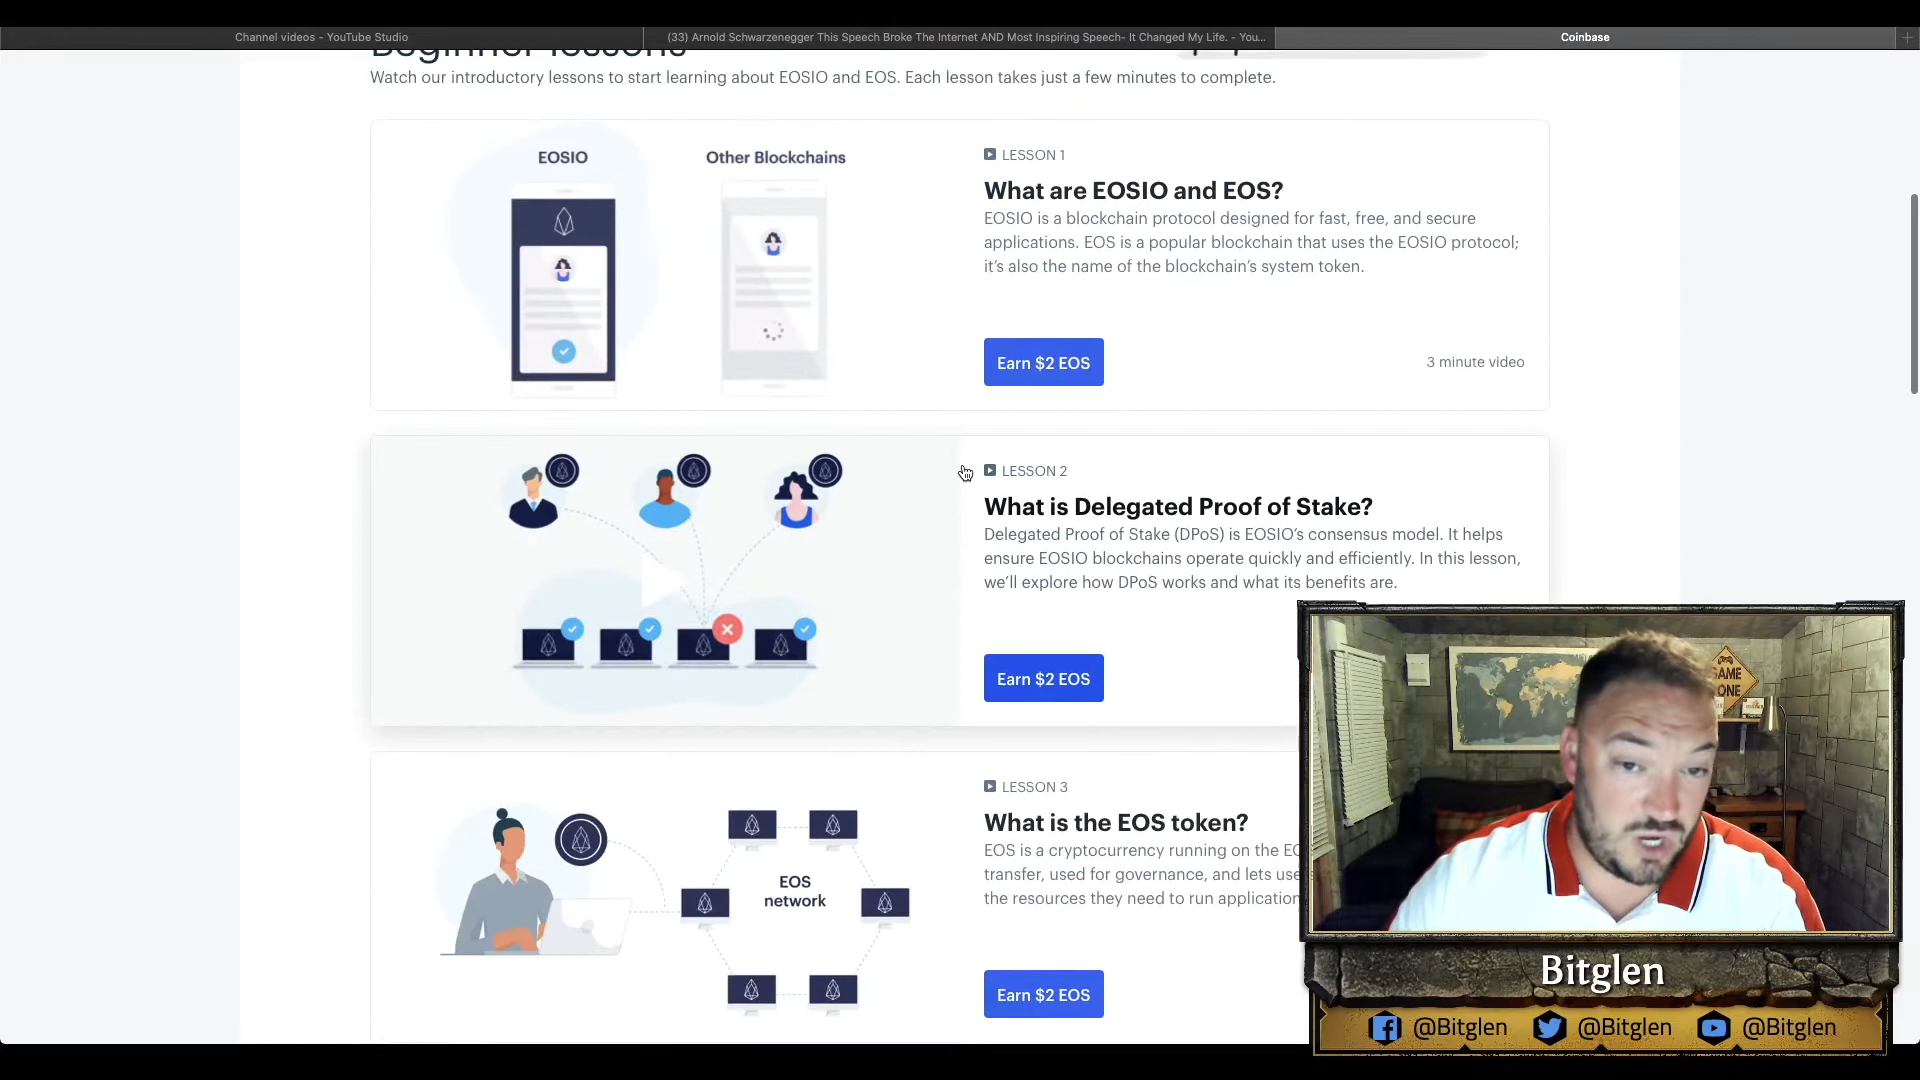 Channel videos - YouTube Studio
(33) Arnold Schwarzenegger This Speech Broke The Internet AND Most Inspiring Speech- It Changed My Life. - You...
Coinbase
Beginner lessons
Watch our introductory lessons to start learning about EOSIO and EOS. Each lesson takes just a few minutes to complete.
EOSIO
Other Blockchains
LESSON 1
What are EOSIO and EOS?
EOSIO is a blockchain protocol designed for fast, free, and secure
applications. EOS is a popular blockchain that uses the EOSIO protocol;
it’s also the name of the blockchain’s system token.
Earn $2 EOS
3 minute video
LESSON 2
What is Delegated Proof of Stake?
Delegated Proof of Stake (DPoS) is EOSIO’s consensus model. It helps
ensure EOSIO blockchains operate quickly and efficiently. In this lesson,
we’ll explore how DPoS works and what its benefits are.
Earn $2 EOS
LESSON 3
What is the EOS token?
EOS is a cryptocurrency running on the
transfer, used for governance, and lets
the resources they need to run
Earn $2 EOS
EOS
network
GAME
ZONE
Bitglen
@Bitglen
@Bitglen
@Bitglen